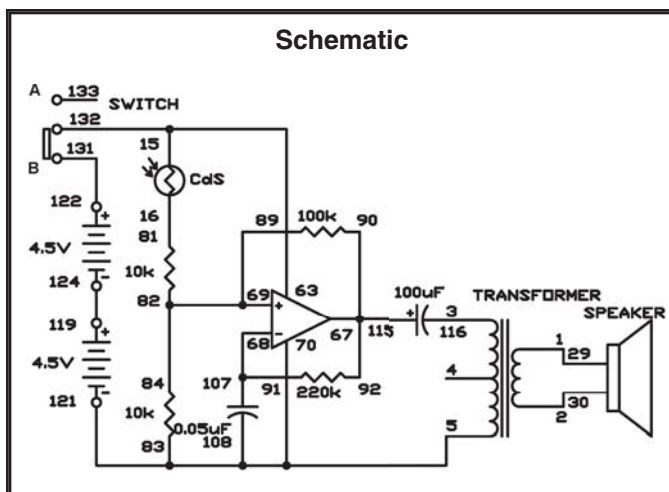 Schematic
A 133 SWITCH
132
B 131
15
CdS
16
122
+
4.5V
-
124
119
+
4.5V
-
121
81
10k
82
84
10k
83
89 100k 90
69 + 63
68 - 70
67
107 91 220k 92
0.05uF
108
100uF
+
115
3
116
TRANSFORMER
SPEAKER
4
5
1
29
30
2